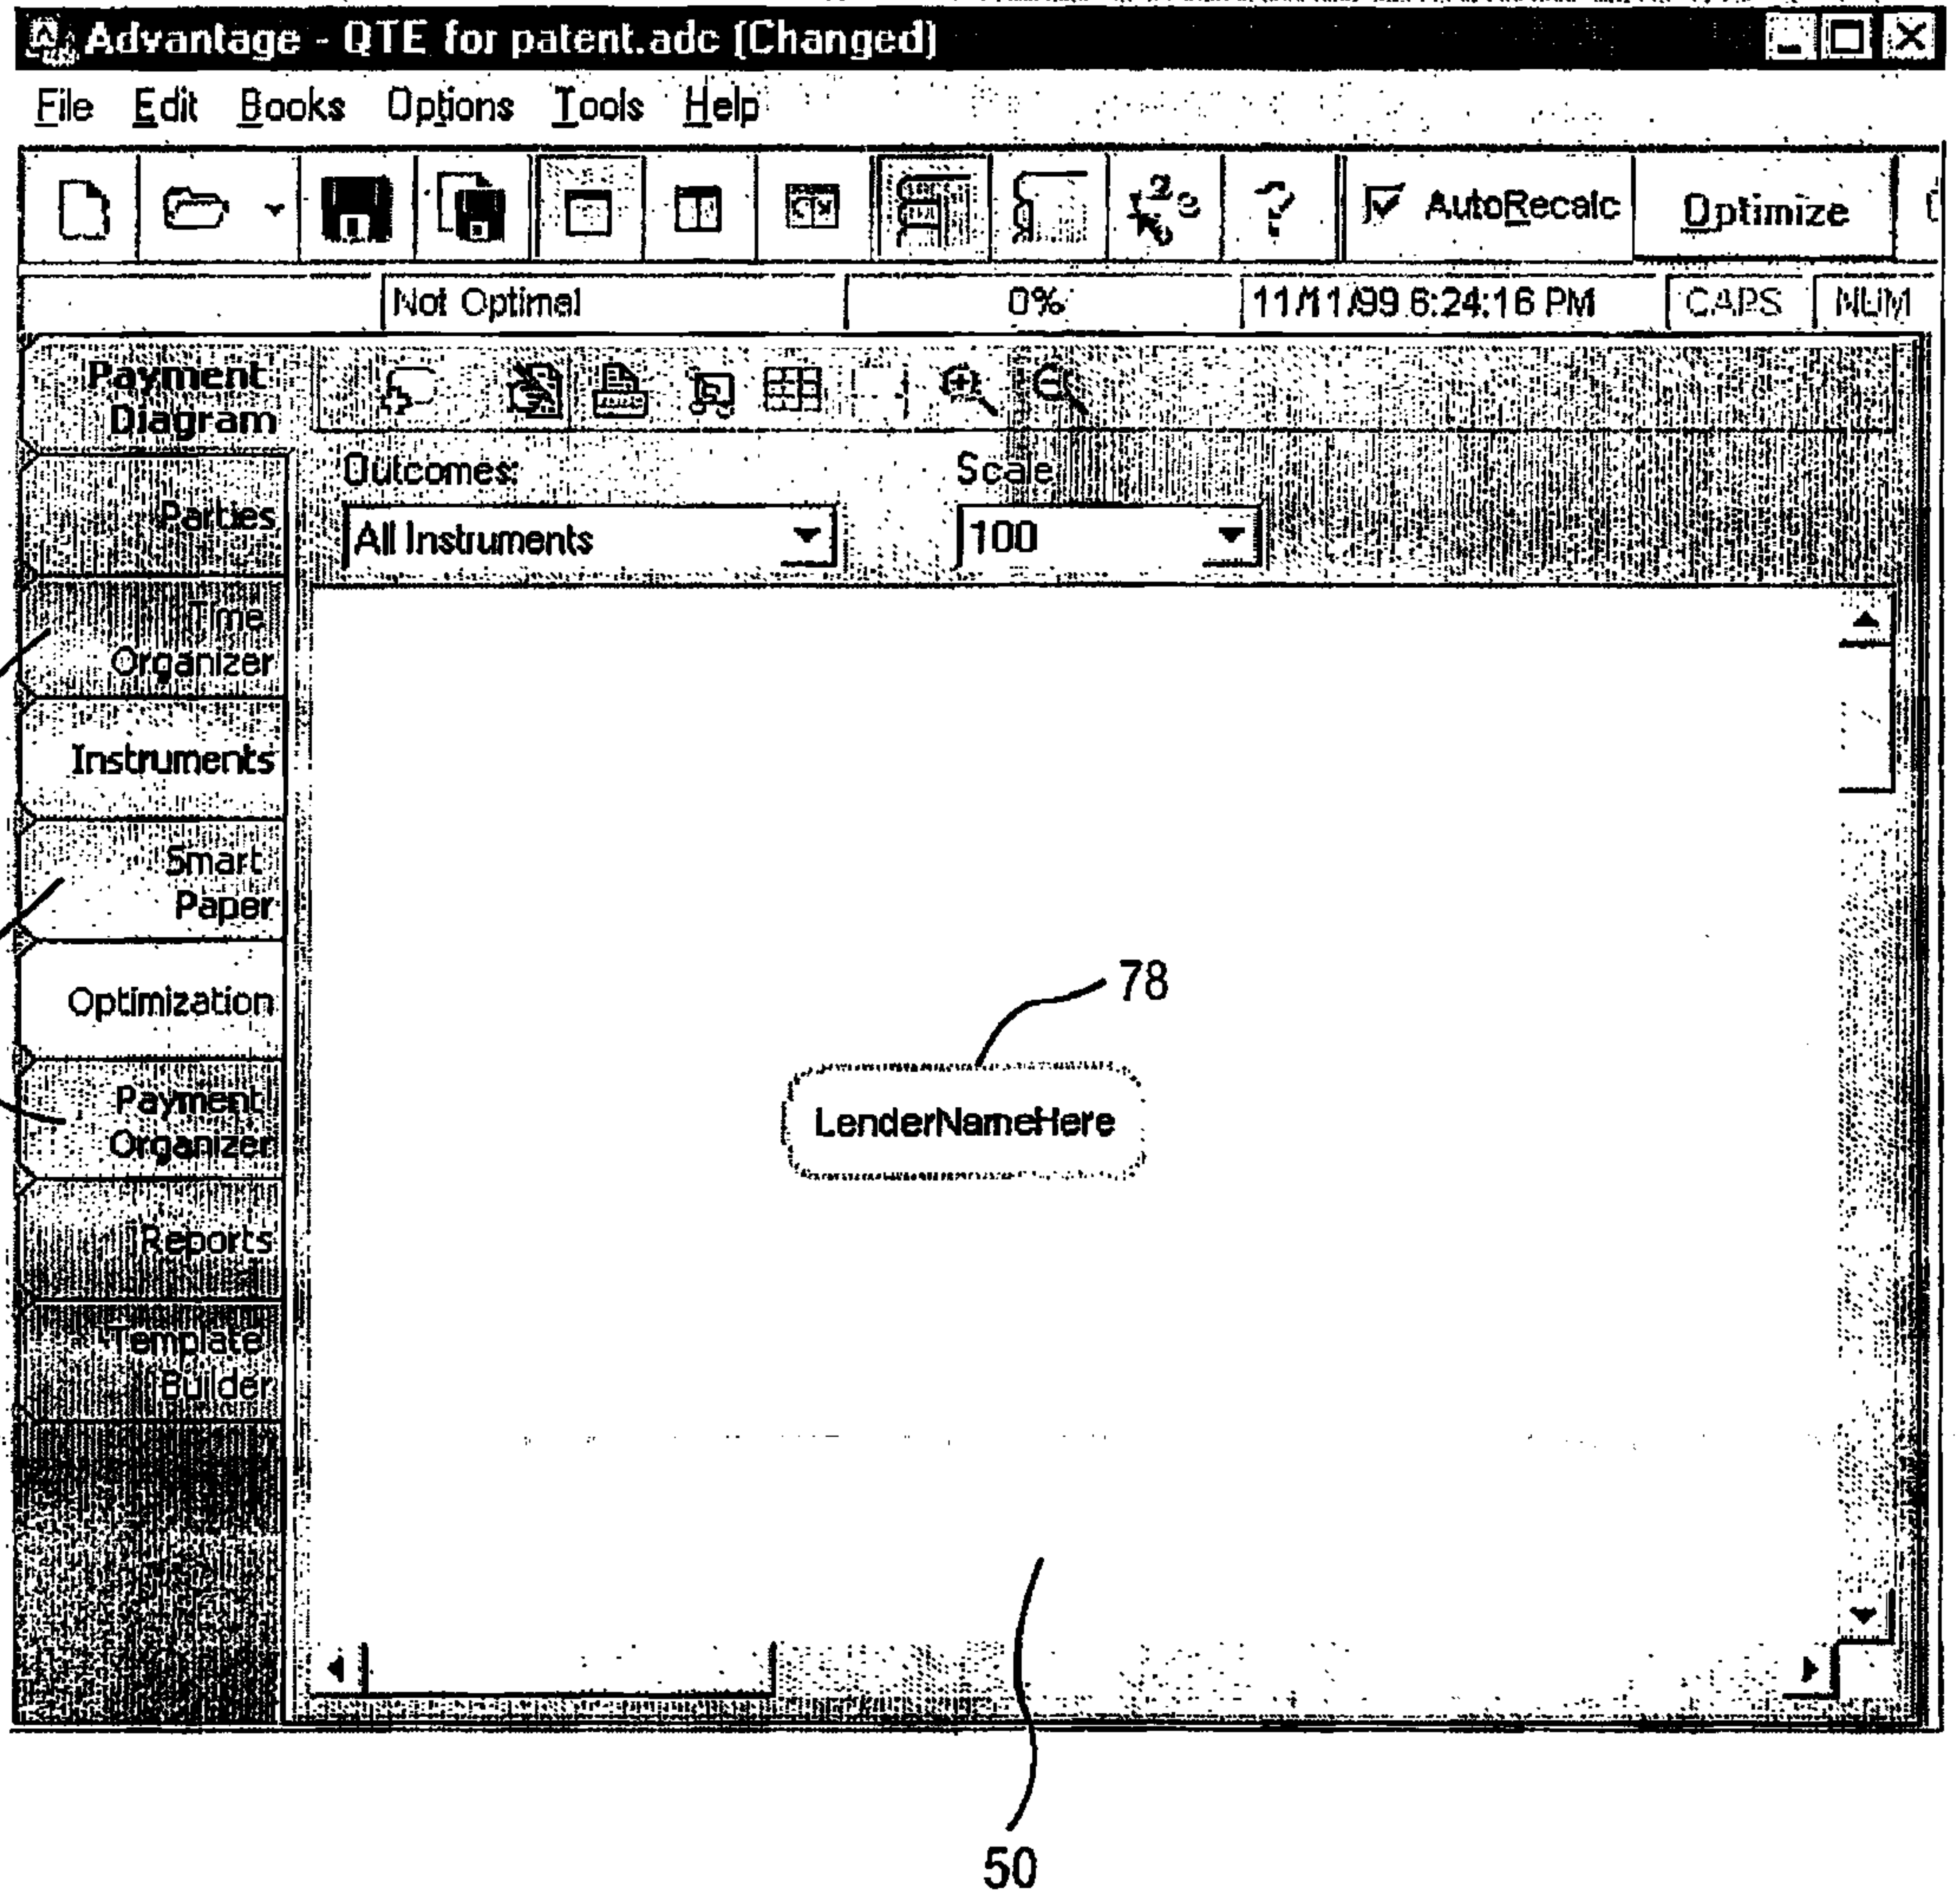 Advantage - QTE for patent.adc (Changed)
File Edit Books Options Tools Help
AutoRecalc Optimize
Not Optimal 0% 11/11/99 6:24:16 PM CAPS NUM
Payment
Diagram
Outcomes: Scale
All Instruments 100
Parties
Time
Organizer
Instruments
Smart
Paper
Optimization
Payment
Organizer
Reports
Template
Builder
78
LenderNameHere
50